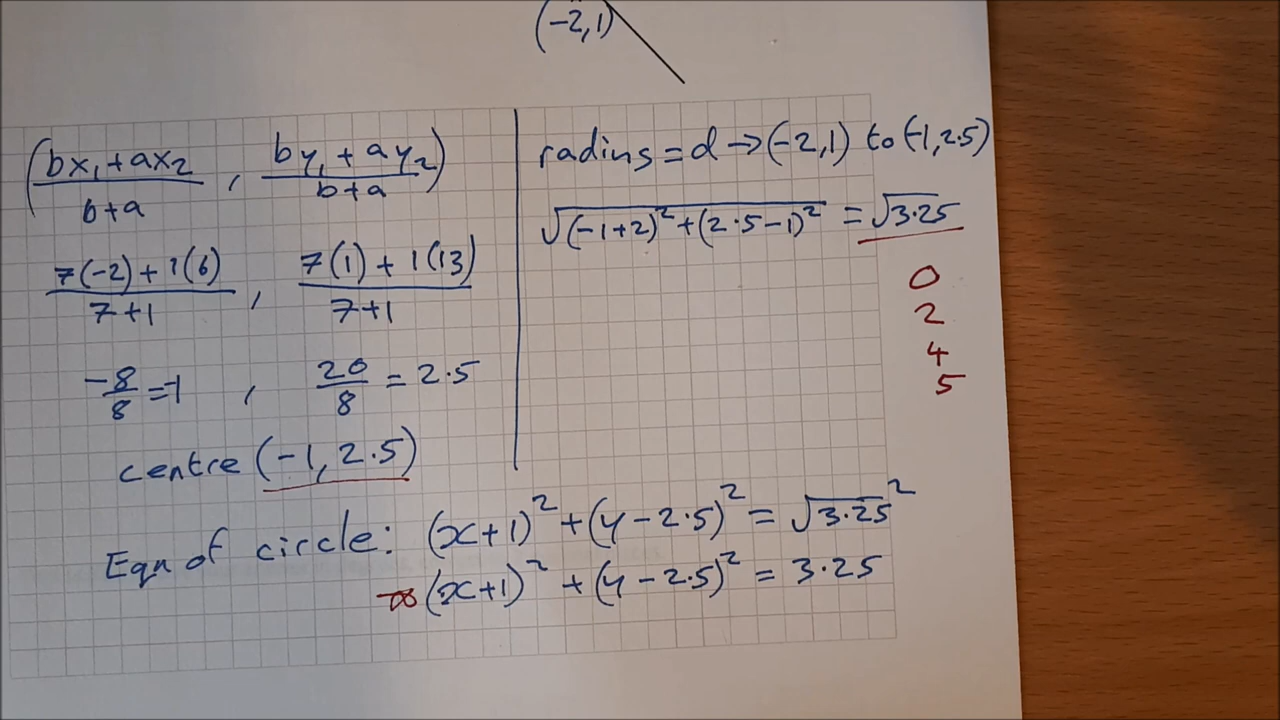 (-2,1)
(bx₁+ax₂ / b+a , by₁+ay₂ / b+a)
7(-2)+1(6) / 7+1 , 7(1)+1(13) / 7+1
-8/8 = -1 , 20/8 = 2·5
centre (-1, 2.5)
radius = d → (-2,1) to (-1,2.5)
√((-1+2)²+(2·5-1)²) = √3·25
0
2
4
5
Eqn of circle: (x+1)²+(y-2·5)² = √3·25²
(x+1)²+(y-2·5)² = 3·25